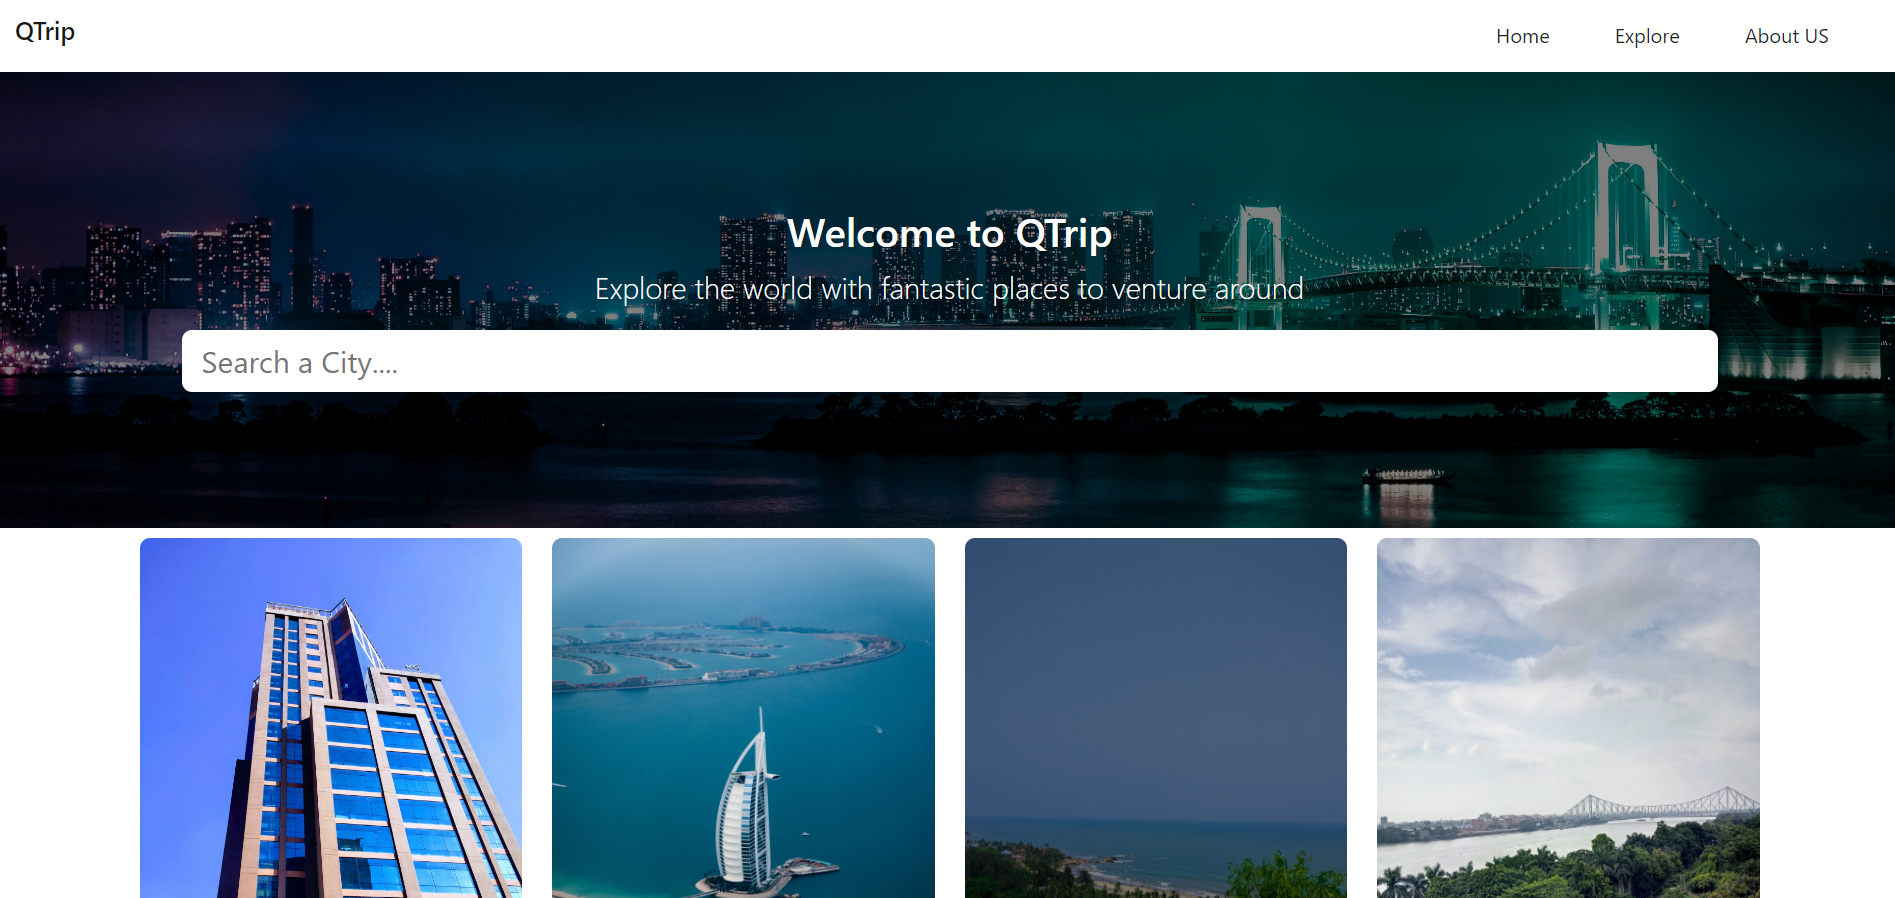 QTrip
Home
Explore
About US
Welcome to QTrip
Explore the world with fantastic places to venture around
Search a City....